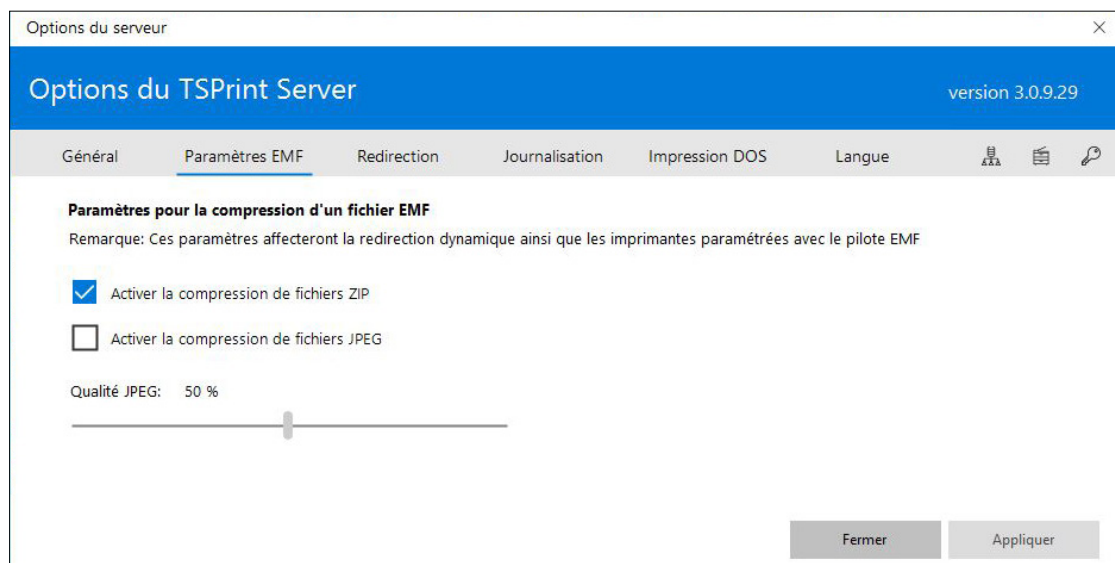 Options du serveur
Options du TSPrint Server
version 3.0.9.29
Général Paramètres EMF Redirection Journalisation Impression DOS Langue
Paramètres pour la compression d'un fichier EMF
Remarque: Ces paramètres affecteront la redirection dynamique ainsi que les imprimantes paramétrées avec le pilote EMF
Activer la compression de fichiers ZIP
Activer la compression de fichiers JPEG
Qualité JPEG: 50 %
Fermer Appliquer